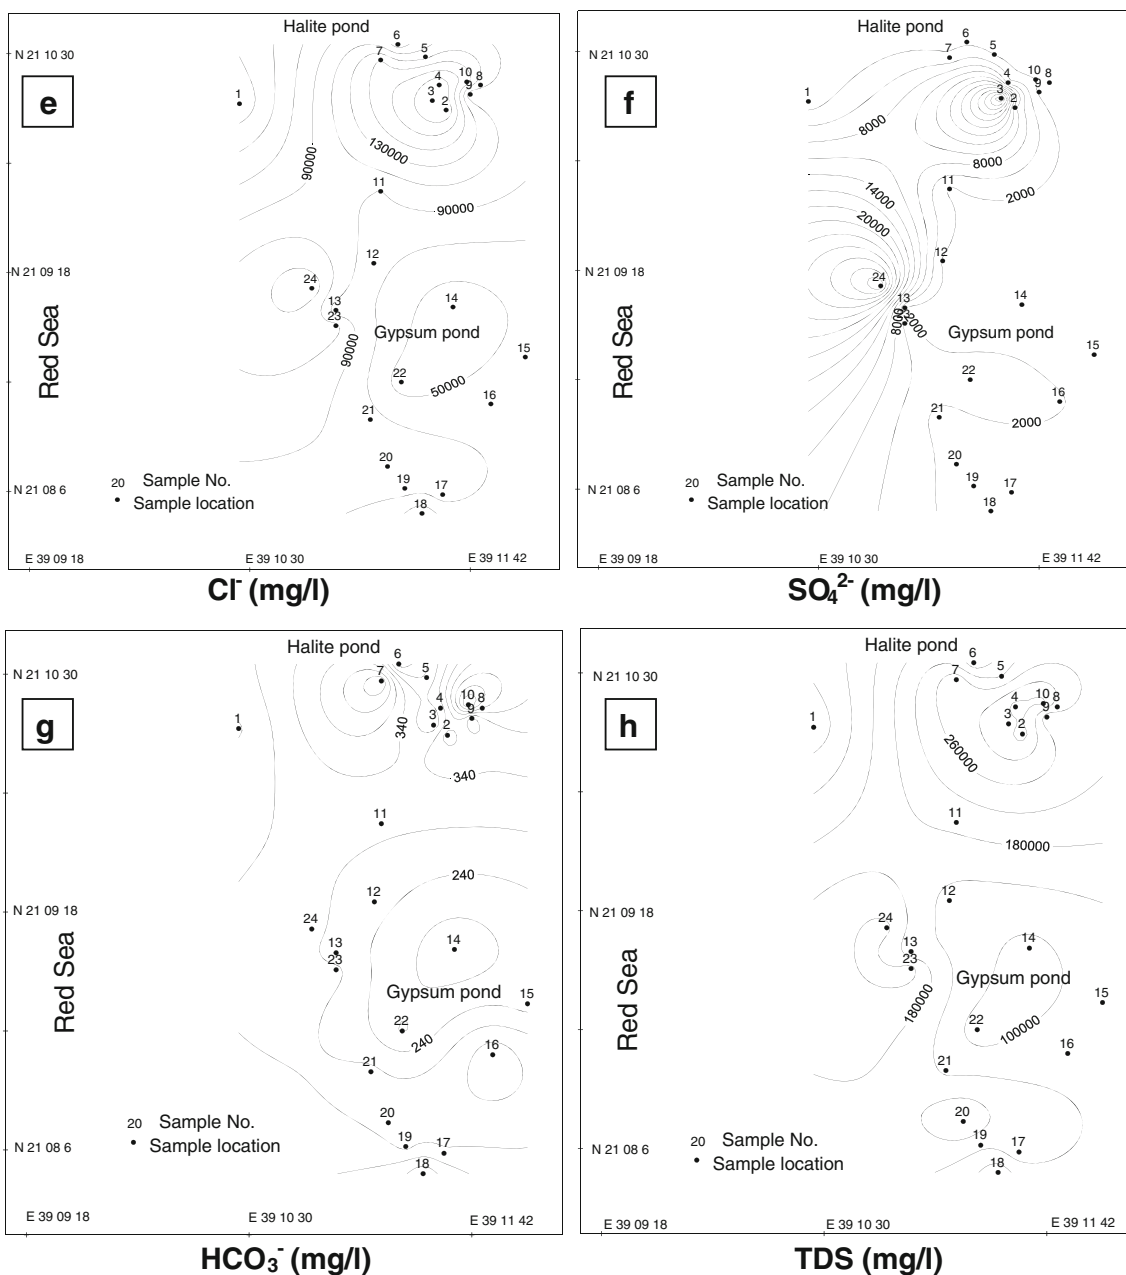 Halite pond
6
5
7
N 21 10 30
e
10
8
4
9
3
2
1
130000
90000
11
90000
12
N 21 09 18
24
14
13
23
Gypsum pond
Red Sea
90000
15
22
50000
16
21
20
20 Sample No.
19
17
N 21 08 6
Sample location
18
E 39 09 18
E 39 10 30
E 39 11 42
Cl- (mg/l)
Halite pond
6
5
7
N 21 10 30
f
10
8
4
9
3
2
1
8000
8000
11
14000
2000
20000
12
N 21 09 18
24
14
13
8000
2000
Gypsum pond
Red Sea
15
22
16
21
2000
20
20 Sample No.
19
17
N 21 08 6
Sample location
18
E 39 09 18
E 39 10 30
E 39 11 42
SO4 2- (mg/l)
Halite pond
6
5
7
N 21 10 30
g
10
8
4
9
3
2
1
340
340
11
240
12
N 21 09 18
24
14
13
23
Gypsum pond
Red Sea
15
22
240
16
21
20
20 Sample No.
19
17
N 21 08 6
Sample location
18
E 39 09 18
E 39 10 30
E 39 11 42
HCO3- (mg/l)
Halite pond
6
5
7
N 21 10 30
h
10
8
4
9
3
2
1
260000
11
180000
12
N 21 09 18
24
14
13
23
Gypsum pond
Red Sea
180000
15
22
100000
16
21
20
20 Sample No.
19
17
N 21 08 6
Sample location
18
E 39 09 18
E 39 10 30
E 39 11 42
TDS (mg/l)